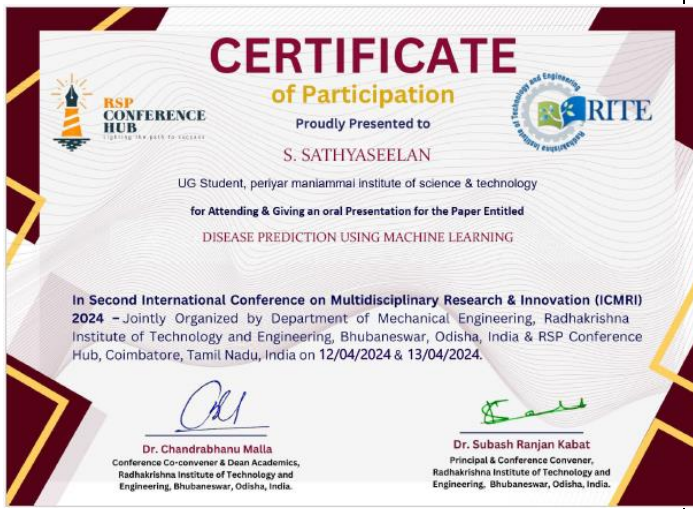 CERTIFICATE
of Participation
Proudly Presented to
RSP
CONFERENCE
HUB
Lighting the path to success
Radhakrishna Institute of Technology and Engineering
RITE
S. SATHYASEELAN
UG Student, periyar maniammai institute of science & technology
for Attending & Giving an oral Presentation for the Paper Entitled
DISEASE PREDICTION USING MACHINE LEARNING
In Second International Conference on Multidisciplinary Research & Innovation (ICMRI)
2024 – Jointly Organized by Department of Mechanical Engineering, Radhakrishna
Institute of Technology and Engineering, Bhubaneswar, Odisha, India & RSP Conference
Hub, Coimbatore, Tamil Nadu, India on 12/04/2024 & 13/04/2024.
Dr. Chandrabhanu Malla
Conference Co-convener & Dean Academics,
Radhakrishna Institute of Technology and
Engineering, Bhubaneswar, Odisha, India.
Dr. Subash Ranjan Kabat
Principal & Conference Convener,
Radhakrishna Institute of Technology and
Engineering, Bhubaneswar, Odisha, India.